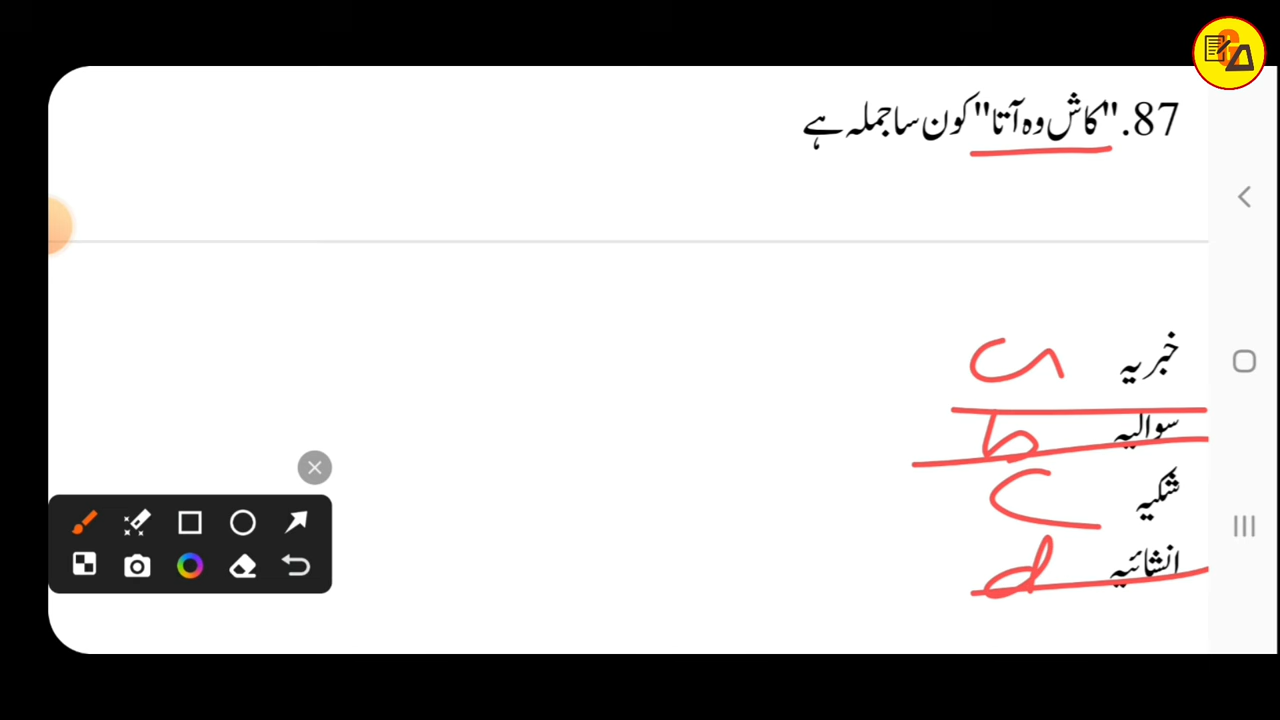 87. "کاش وہ آتا" کون سا جملہ ہے
خبریہ a
سوالیہ b
شکیہ c
انشائیہ d